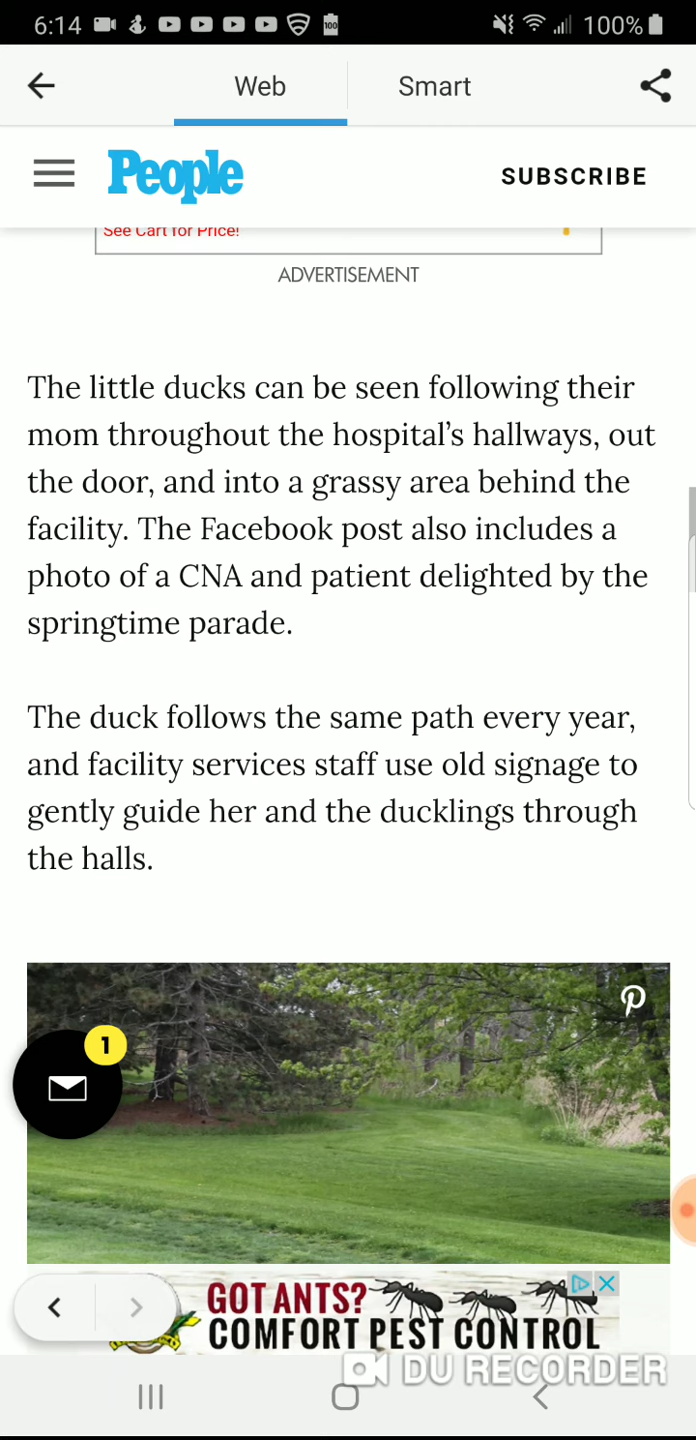 6:14
100
100%
Web
Smart
People
SUBSCRIBE
See Cart for Price!
ADVERTISEMENT
The little ducks can be seen following their
mom throughout the hospital’s hallways, out
the door, and into a grassy area behind the
facility. The Facebook post also includes a
photo of a CNA and patient delighted by the
springtime parade.
The duck follows the same path every year,
and facility services staff use old signage to
gently guide her and the ducklings through
the halls.
1
GOT ANTS?
COMFORT PEST CONTROL
DU RECORDER